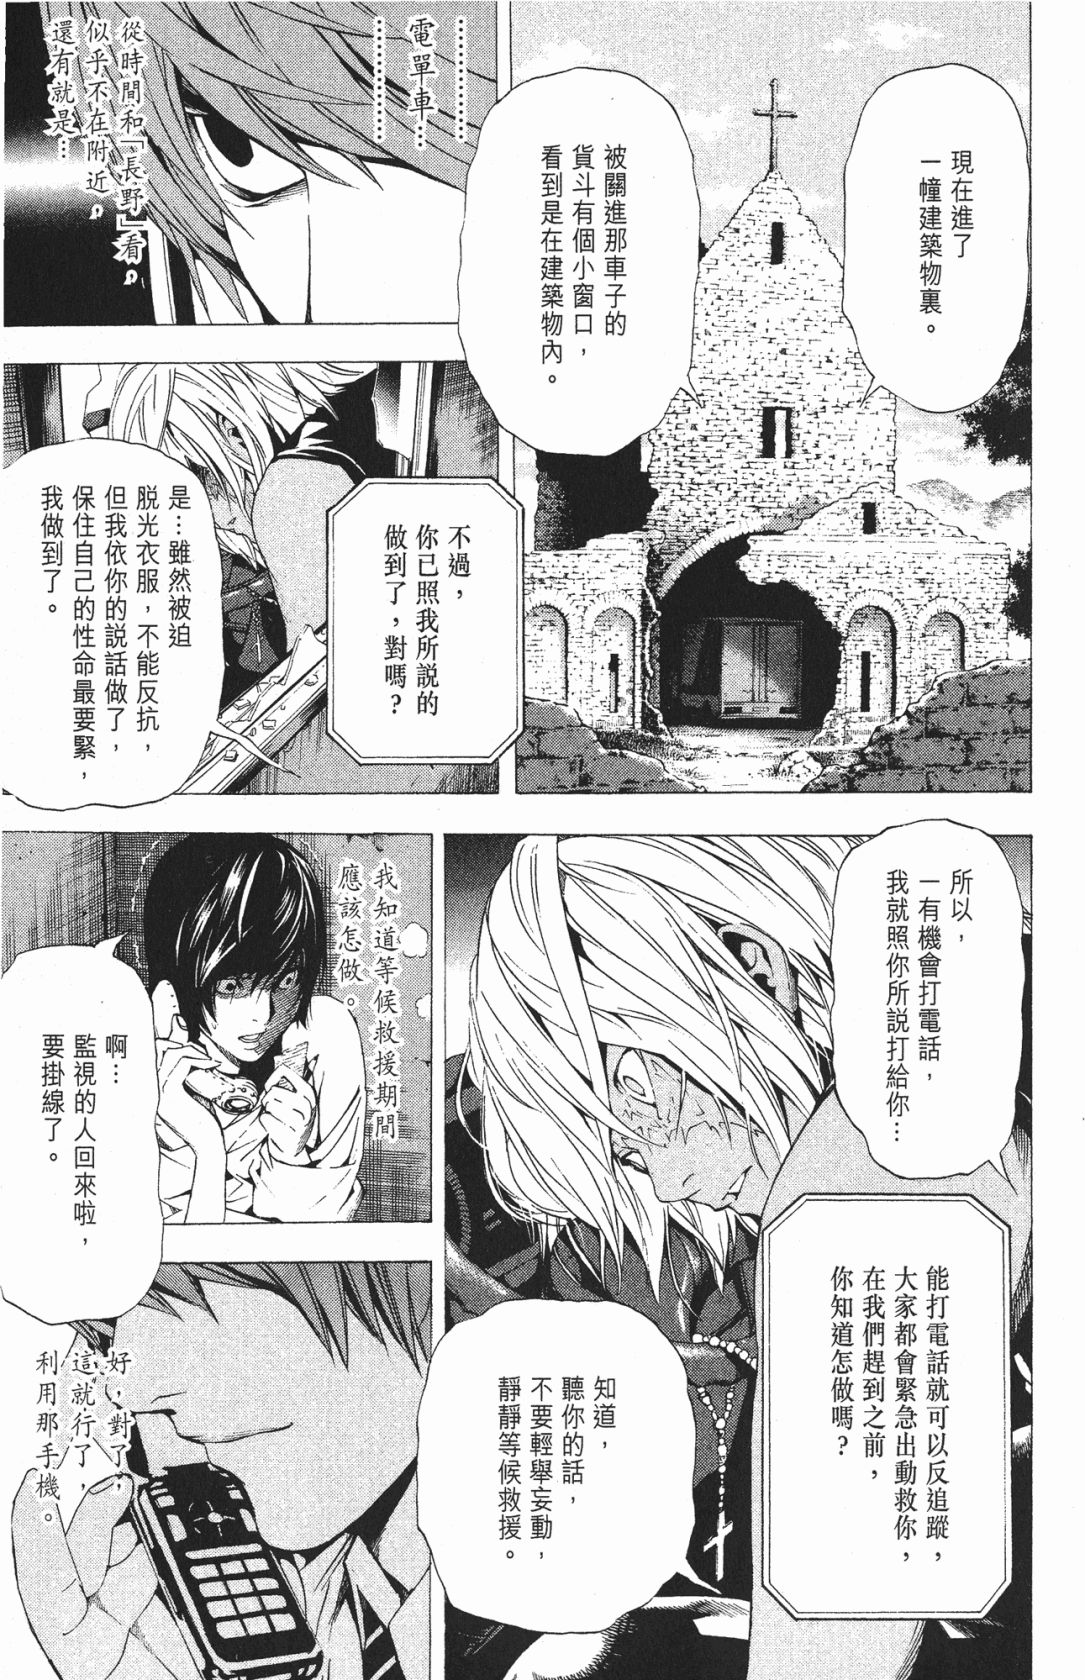 現在進了
一幢建築物裏。
被關進那車子的
貨斗有個小窗口，
看到是在建築物內。
………
電單車…
………
從時間和「長野」看，
似乎不在附近，
還有就是…
不過，
你已照我所說的
做到了，對嗎？
是…雖然被迫
脫光衣服，不能反抗，
但我依你的說話做了，
保住自己的性命最要緊，
我做到了。
所以，
一有機會打電話，
我就照你所說打給你…
能打電話就可以反追蹤，
大家都會緊急出動救你，
在我們趕到之前，
你知道怎做嗎？
知道，
聽你的話，
不要輕舉妄動，
靜靜等候救援。
我知道等候救援期間
應該怎做。
啊…
監視的人回來啦，
要掛線了。
好，對了，
這就行了，
利用那手機。